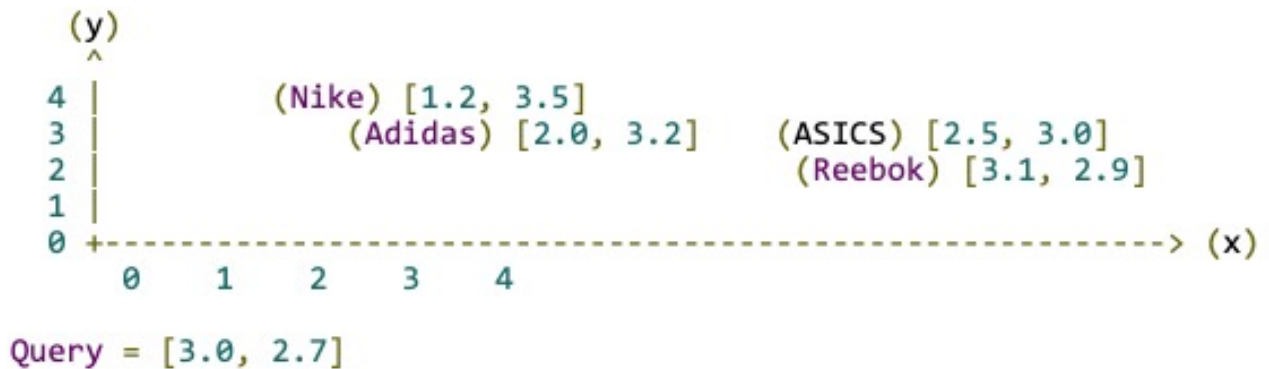 (y)
^
4 | (Nike) [1.2, 3.5]
3 | (Adidas) [2.0, 3.2] (ASICS) [2.5, 3.0]
2 | (Reebok) [3.1, 2.9]
1 |
0 +---------------------------------------------------------> (x)
0 1 2 3 4
Query = [3.0, 2.7]